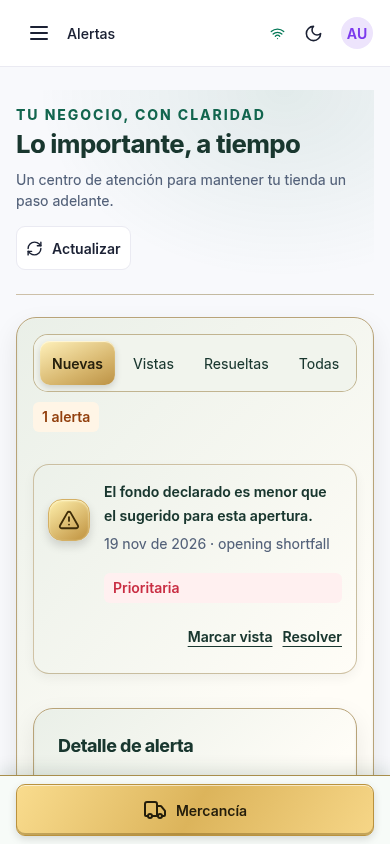 Alertas
AU
TU NEGOCIO, CON CLARIDAD
Lo importante, a tiempo
Un centro de atención para mantener tu tienda un
paso adelante.
Actualizar
Nuevas
Vistas
Resueltas
Todas
1 alerta
El fondo declarado es menor que
el sugerido para esta apertura.
19 nov de 2026 · opening shortfall
Prioritaria
Marcar vista
Resolver
Detalle de alerta
Mercancía